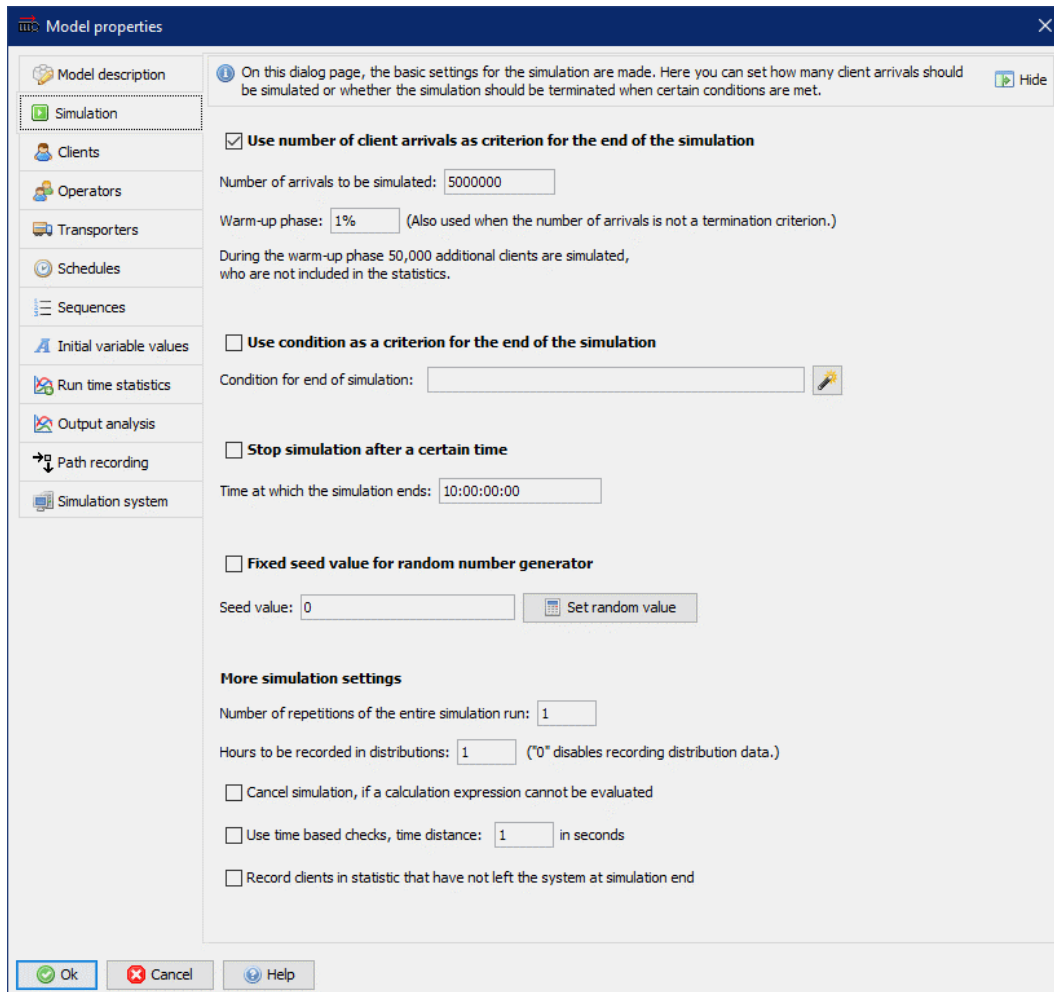 Model properties
Model description
Simulation
Clients
Operators
Transporters
Schedules
Sequences
Initial variable values
Run time statistics
Output analysis
Path recording
Simulation system
On this dialog page, the basic settings for the simulation are made. Here you can set how many client arrivals should
be simulated or whether the simulation should be terminated when certain conditions are met.
Hide
Use number of client arrivals as criterion for the end of the simulation
Number of arrivals to be simulated: 5000000
Warm-up phase: 1% (Also used when the number of arrivals is not a termination criterion.)
During the warm-up phase 50,000 additional clients are simulated,
who are not included in the statistics.
Use condition as a criterion for the end of the simulation
Condition for end of simulation:
Stop simulation after a certain time
Time at which the simulation ends: 10:00:00:00
Fixed seed value for random number generator
Seed value: 0 Set random value
More simulation settings
Number of repetitions of the entire simulation run: 1
Hours to be recorded in distributions: 1 ("0" disables recording distribution data.)
Cancel simulation, if a calculation expression cannot be evaluated
Use time based checks, time distance: 1 in seconds
Record clients in statistic that have not left the system at simulation end
Ok Cancel Help